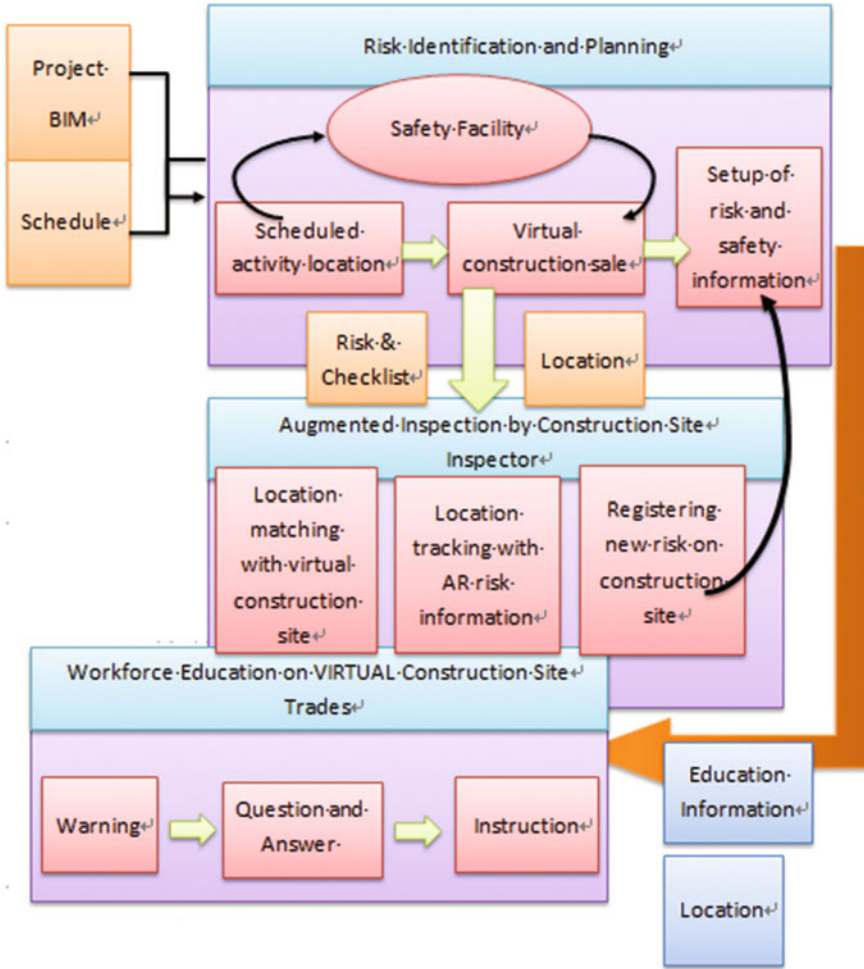 Project
BIM
Schedule
Risk Identification and Planning
Safety Facility
Scheduled
activity location
Virtual
construction sale
Setup of
risk and
safety
information
Risk &
Checklist
Location
Augmented Inspection by Construction Site
Inspector
Location
matching
with virtual
construction
site
Location
tracking with
AR risk
information
Registering
new risk on
construction
site
Workforce Education on VIRTUAL Construction Site
Trades
Warning
Question and
Answer
Instruction
Education
Information
Location